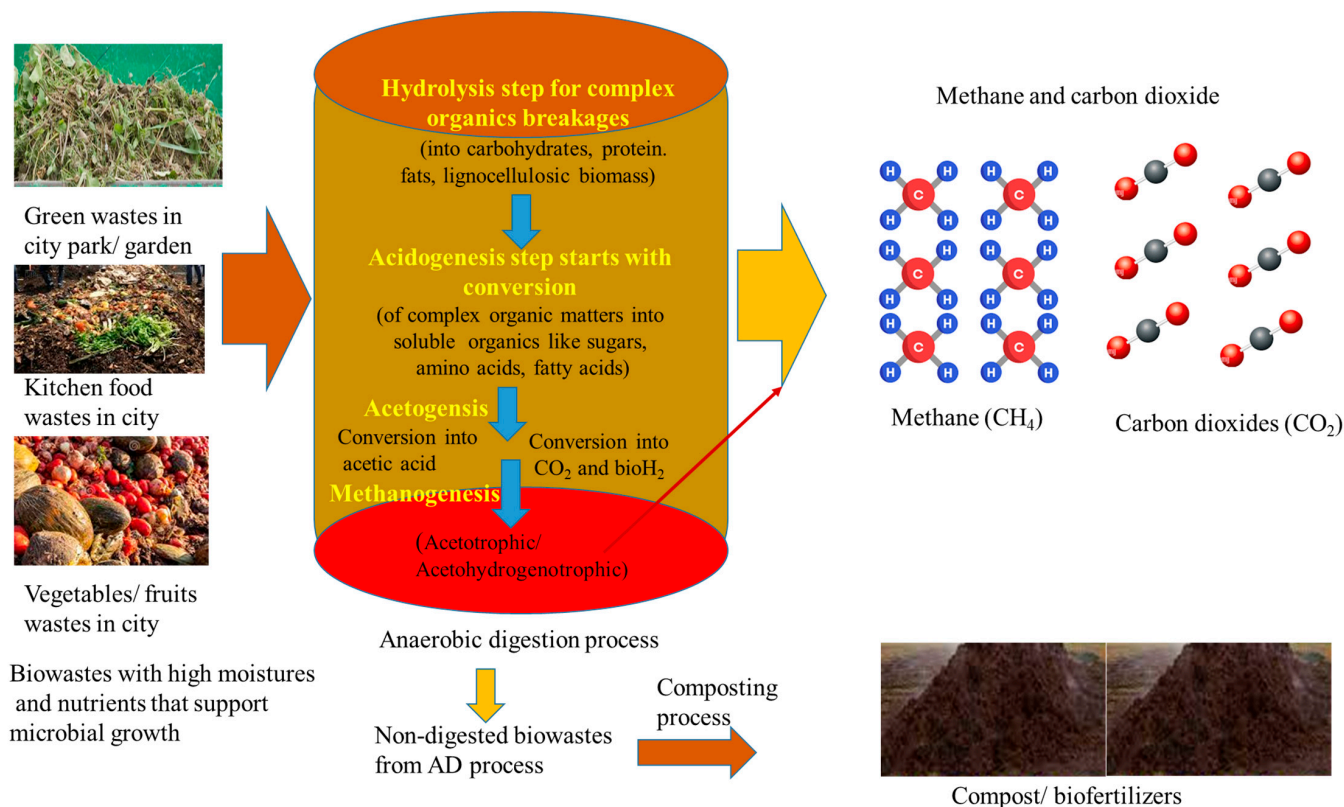 Green wastes in
city park/ garden
Kitchen food
wastes in city
Vegetables/ fruits
wastes in city
Biowastes with high moistures
and nutrients that support
microbial growth
Hydrolysis step for complex
organics breakages
(into carbohydrates, protein.
fats, lignocellulosic biomass)
Acidogenesis step starts with
conversion
(of complex organic matters into
soluble organics like sugars,
amino acids, fatty acids)
Acetogensis
Conversion into
acetic acid
Conversion into
CO₂ and bioH₂
Methanogenesis
(Acetotrophic/
Acetohydrogenotrophic)
Anaerobic digestion process
Non-digested biowastes
from AD process
Composting
process
Methane and carbon dioxide
H H H H
C C
H H H H
H H H H
C C
H H H H
H H H H
C C
H H H H
Methane (CH₄)
Carbon dioxides (CO₂)
Compost/ biofertilizers